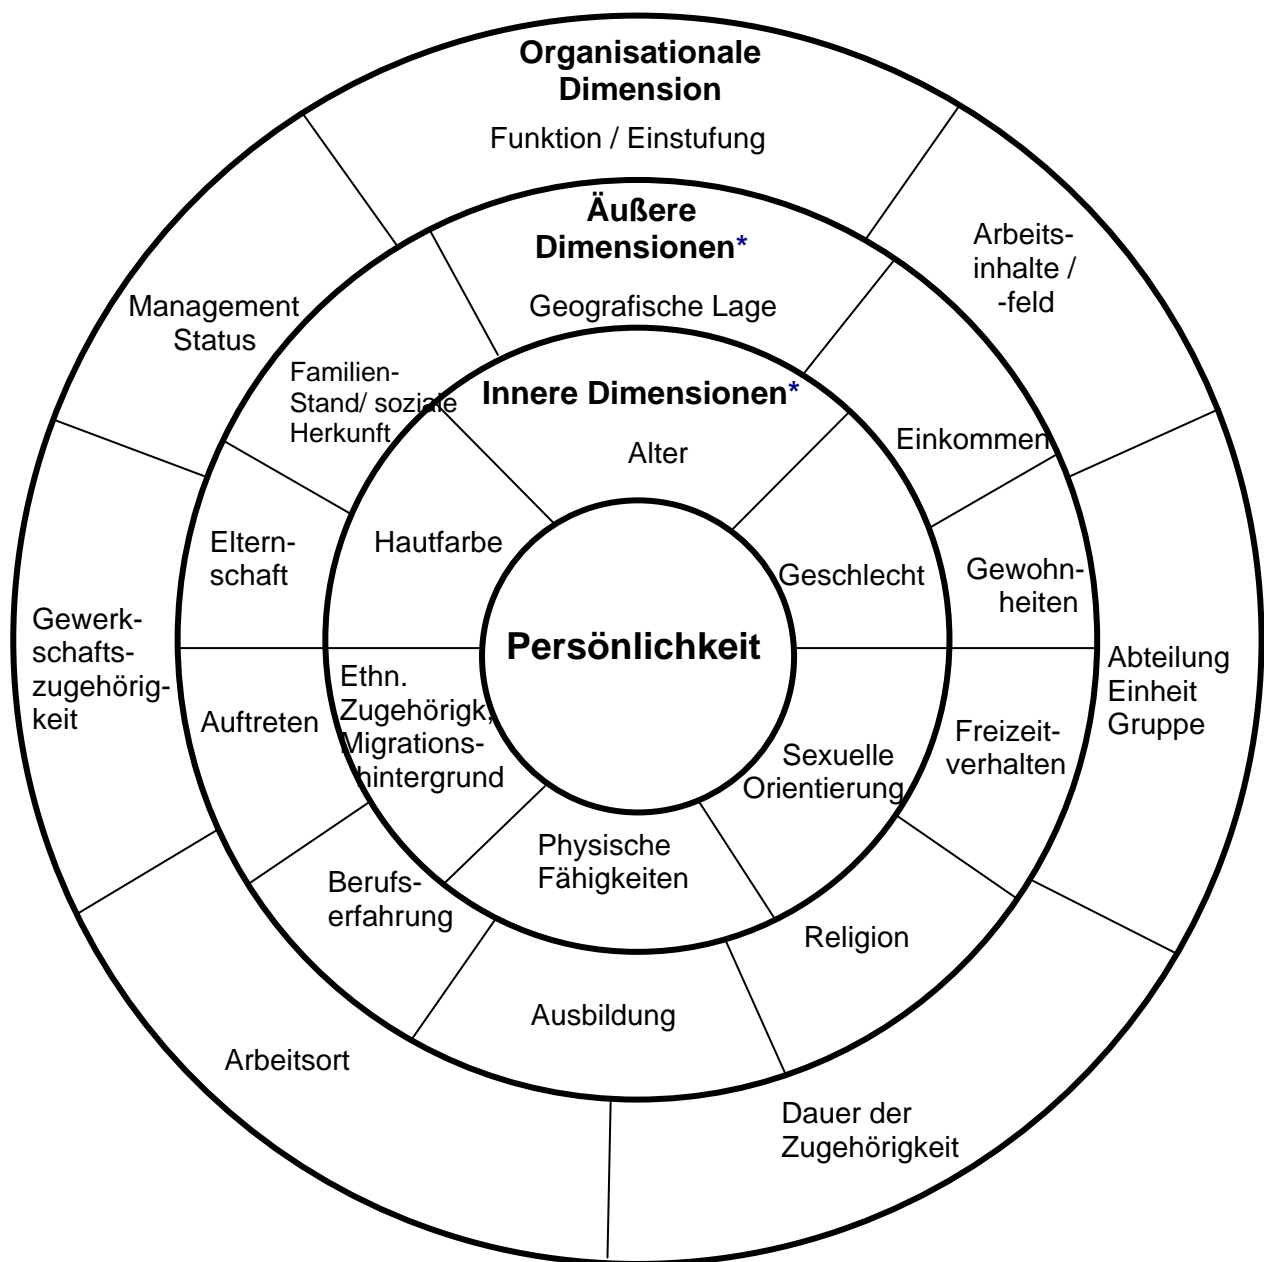 Organisationale
Dimension
Funktion / Einstufung
Äußere
Dimensionen*
Geografische Lage
Innere Dimensionen*
Alter
Arbeits-
inhalte /
-feld
Management
Status
Familien-
Stand/ soziale
Herkunft
Einkommen
Hautfarbe
Geschlecht
Eltern-
schaft
Gewohn-
heiten
Persönlichkeit
Gewerk-
schafts-
zugehörig-
keit
Abteilung
Einheit
Gruppe
Auftreten
Ethn.
Zugehörigk,
Migrations-
hintergrund
Sexuelle
Orientierung
Freizeit-
verhalten
Physische
Fähigkeiten
Berufs-
erfahrung
Religion
Ausbildung
Arbeitsort
Dauer der
Zugehörigkeit